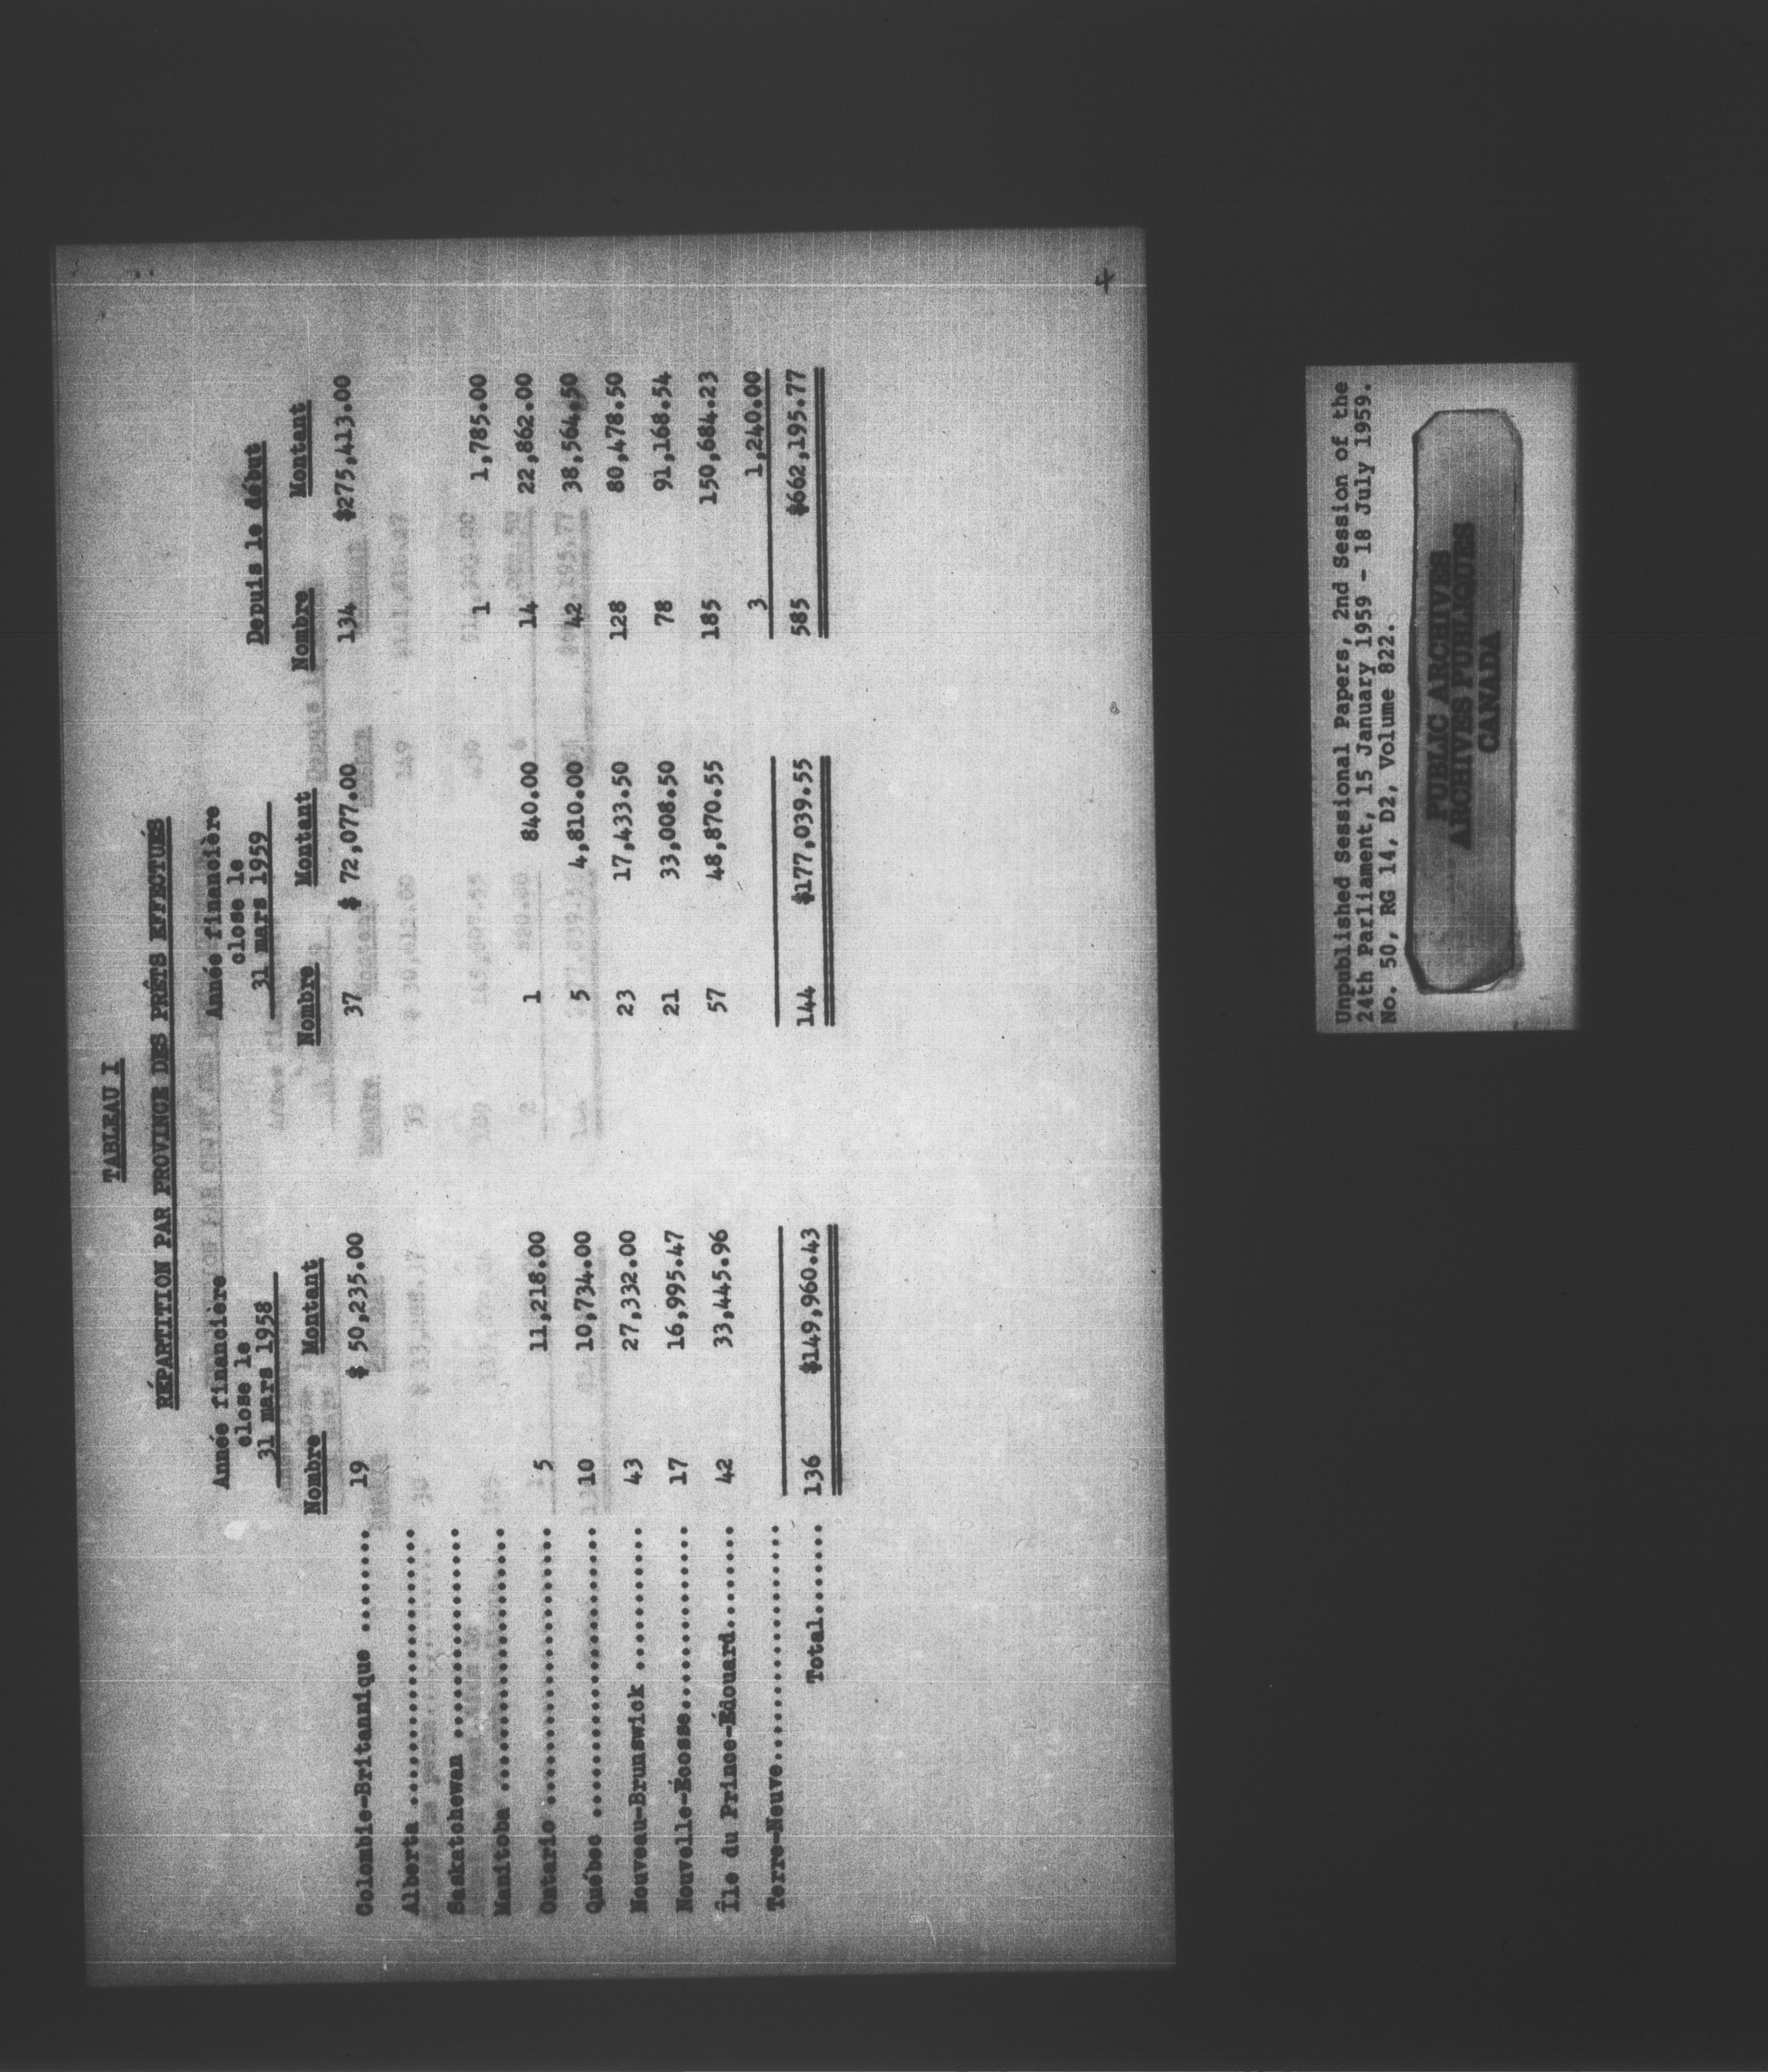 TABLEAU I
RÉPARTITION PAR PROVINCE DES PRÊTS EFFECTUÉS
Année financière close le 31 mars 1958 Année financière close le 31 mars 1959 Depuis le début
Nombre Montant Nombre Montant Nombre Montant
Colombie-Britannique ........ 19 $ 50,235.00 37 $ 72,077.00 134 $275,413.00
Alberta .....................
Saskatchewan ................
Manitoba .................... 1 1,785.00
Ontario ..................... 5 11,218.00 1 840.00 14 22,862.00
Québec ...................... 10 10,734.00 5 4,810.00 42 38,564.50
Nouveau-Brunswick ........... 43 27,332.00 23 17,433.50 128 80,478.50
Nouvelle-Écosse.............. 17 16,995.47 21 33,008.50 78 91,168.54
Île du Prince-Édouard........ 42 33,445.96 57 48,870.55 185 150,684.23
Terre-Neuve.................. 3 1,240.00
Total....... 136 $149,960.43 144 $177,039.55 585 $662,195.77
4
Unpublished Sessional Papers, 2nd Session of the
24th Parliament, 15 January 1959 - 18 July 1959.
No. 50, RG 14, D2, Volume 822.
PUBLIC ARCHIVES
ARCHIVES PUBLIQUES
CANADA